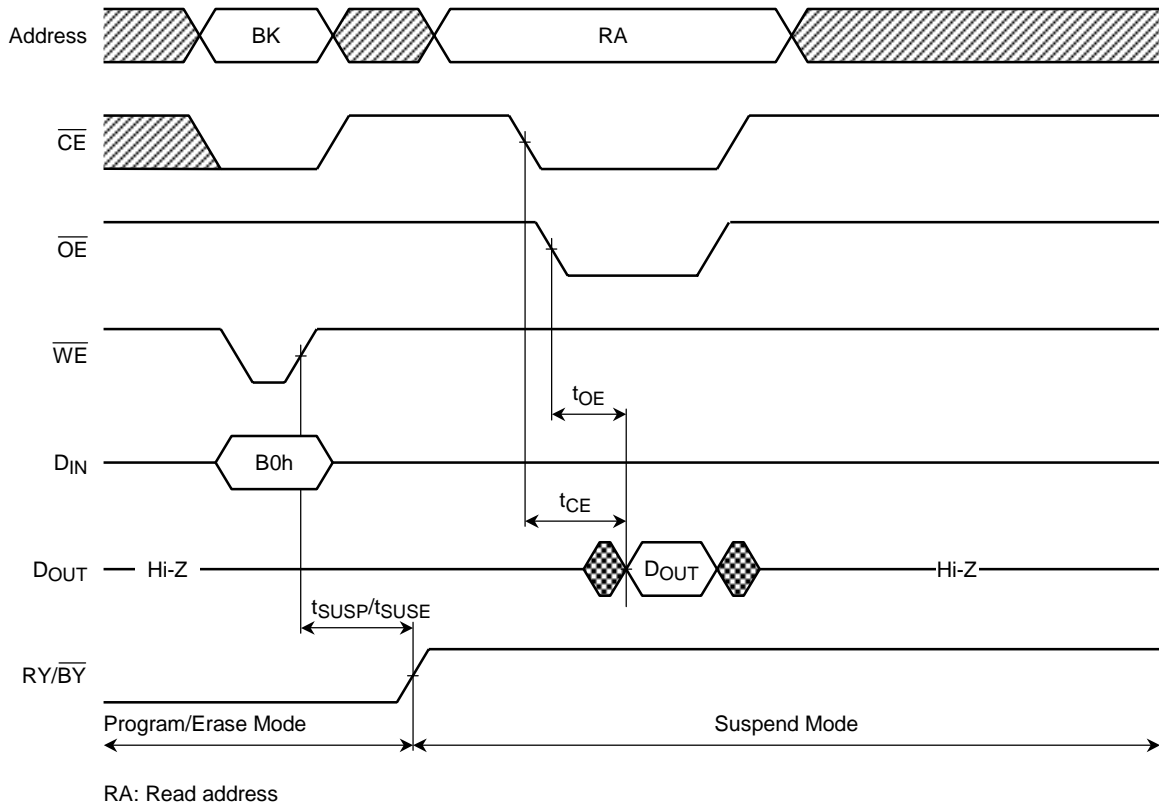 Address BK RA
CE
OE
WE
tOE
DIN B0h
tCE
DOUT Hi-Z DOUT Hi-Z
tSUSP/tSUSE
RY/BY
Program/Erase Mode Suspend Mode
RA: Read address